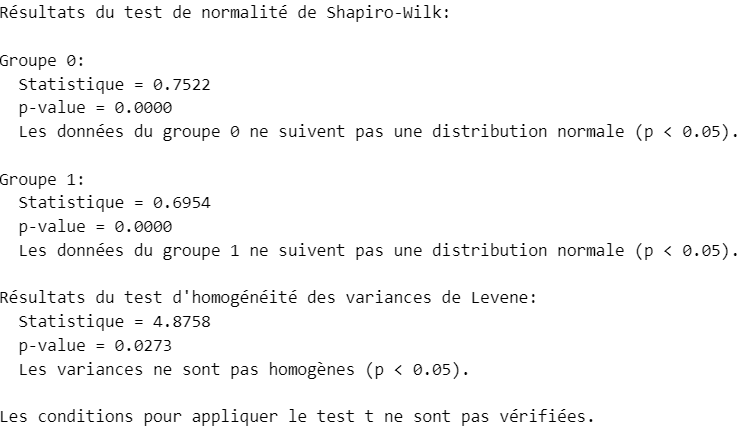 Résultats du test de normalité de Shapiro-Wilk:
Groupe 0:
Statistique = 0.7522
p-value = 0.0000
Les données du groupe 0 ne suivent pas une distribution normale (p < 0.05).
Groupe 1:
Statistique = 0.6954
p-value = 0.0000
Les données du groupe 1 ne suivent pas une distribution normale (p < 0.05).
Résultats du test d'homogénéité des variances de Levene:
Statistique = 4.8758
p-value = 0.0273
Les variances ne sont pas homogènes (p < 0.05).
Les conditions pour appliquer le test t ne sont pas vérifiées.